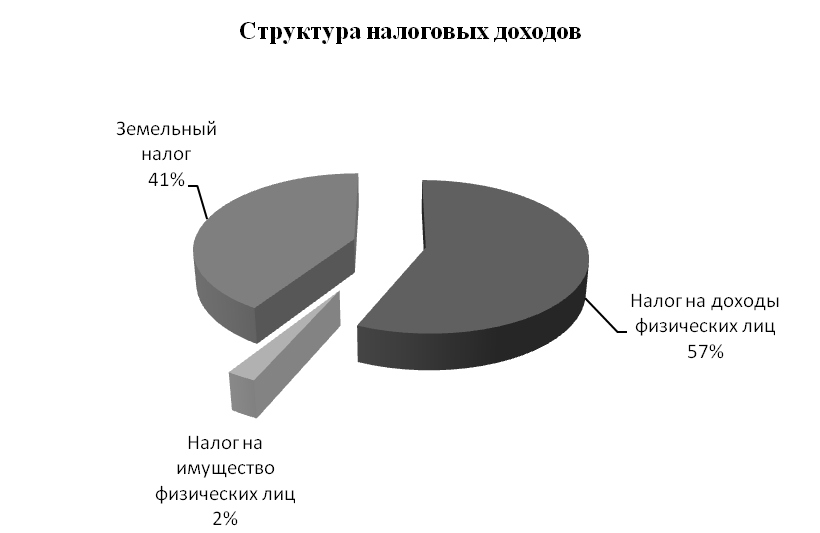 Структура налоговых доходов
Земельный
налог
41%
Налог на доходы
физических лиц
57%
Налог на
имущество
физических лиц
2%